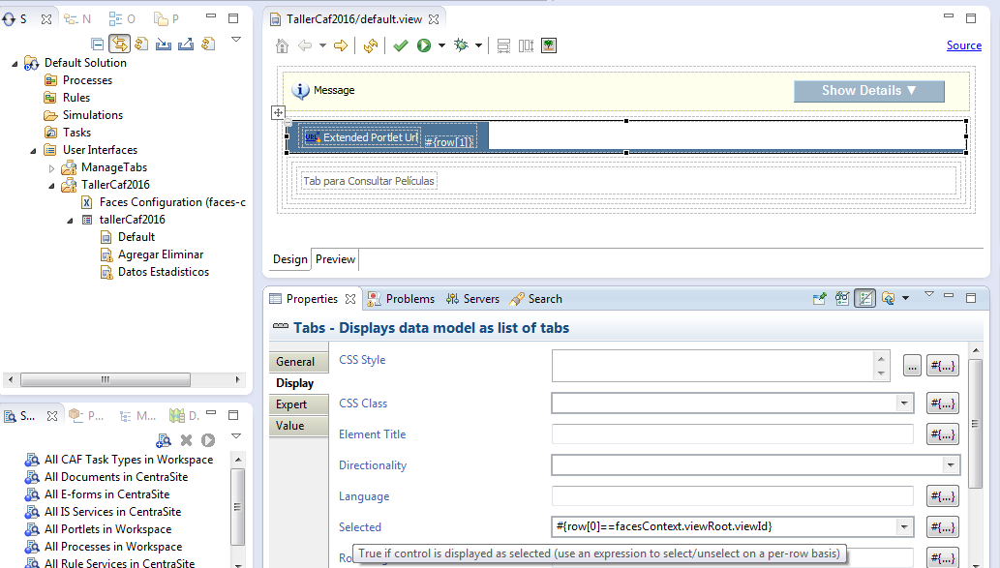 S
N
O
P
Default Solution
Processes
Rules
Simulations
Tasks
User Interfaces
ManageTabs
TallerCaf2016
Faces Configuration (faces-c
tallerCaf2016
Default
Agregar Eliminar
Datos Estadisticos
S...
P...
M...
D.
All CAF Task Types in Workspace
All Documents in CentraSite
All E-forms in CentraSite
All IS Services in CentraSite
All Portlets in Workspace
All Processes in Workspace
All Rule Services in CentraSite
TallerCaf2016/default.view
Source
Message
Show Details ▼
URL Extended Portlet Url
#{row[1]}
Tab para Consultar Películas
Design
Preview
Properties
Problems
Servers
Search
Tabs - Displays data model as list of tabs
General
Display
Expert
Value
CSS Style
... #{...}
CSS Class
#{...}
Element Title
#{...}
Directionality
Language
#{...}
Selected
#{row[0]==facesContext.viewRoot.viewId}
#{...}
True if control is displayed as selected (use an expression to select/unselect on a per-row basis)
#{...}